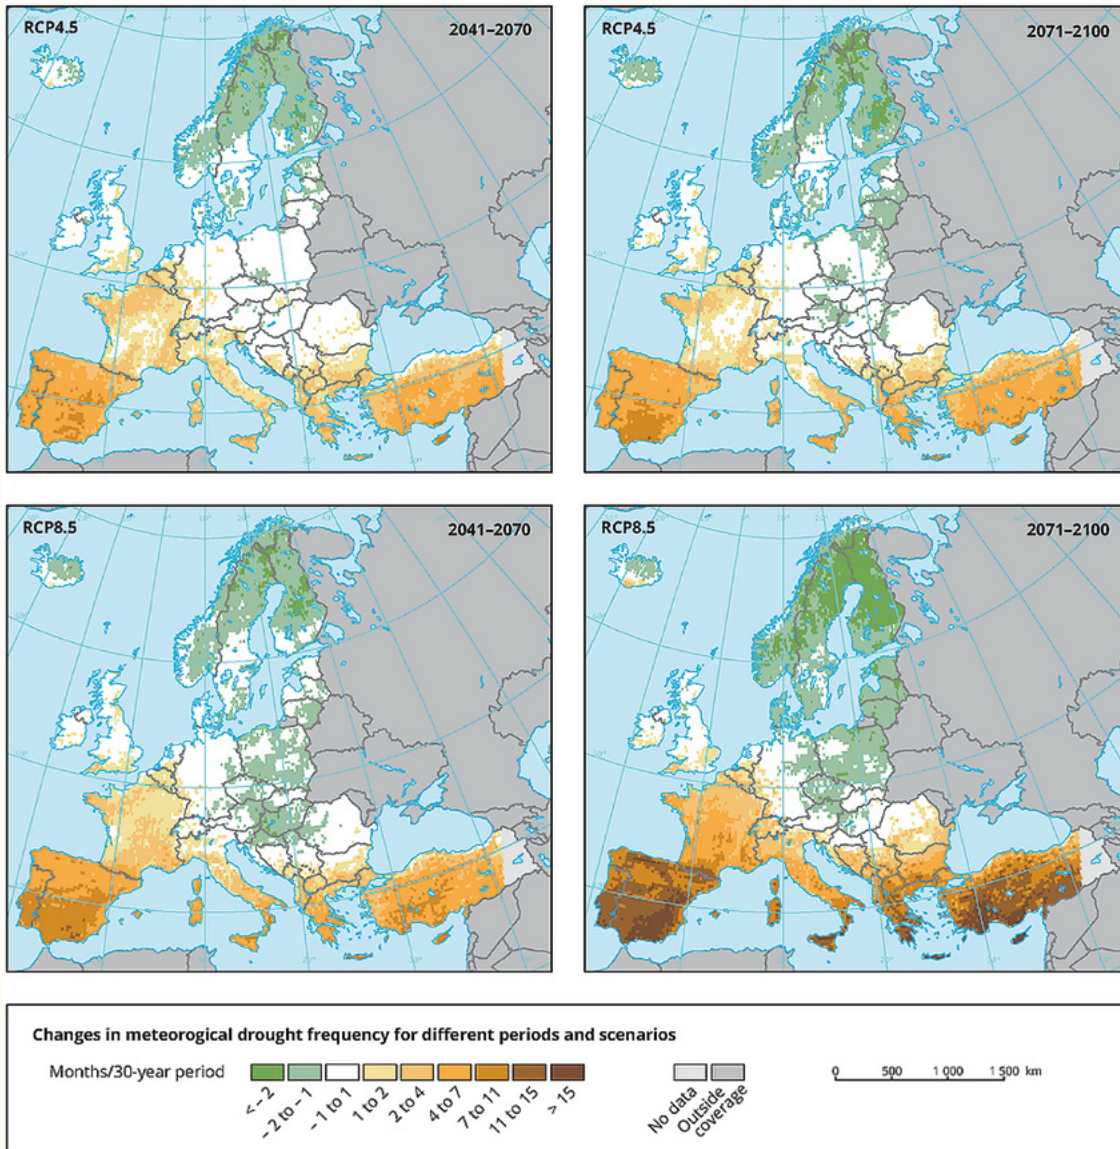 RCP4.5
2041–2070
RCP4.5
2071–2100
RCP8.5
2041–2070
RCP8.5
2071–2100
Changes in meteorogical drought frequency for different periods and scenarios
Months/30-year period
< - 2
- 2 to - 1
- 1 to 1
1 to 2
2 to 4
4 to 7
7 to 11
11 to 15
> 15
No data
Outside
coverage
0 500 1 000 1 500 km